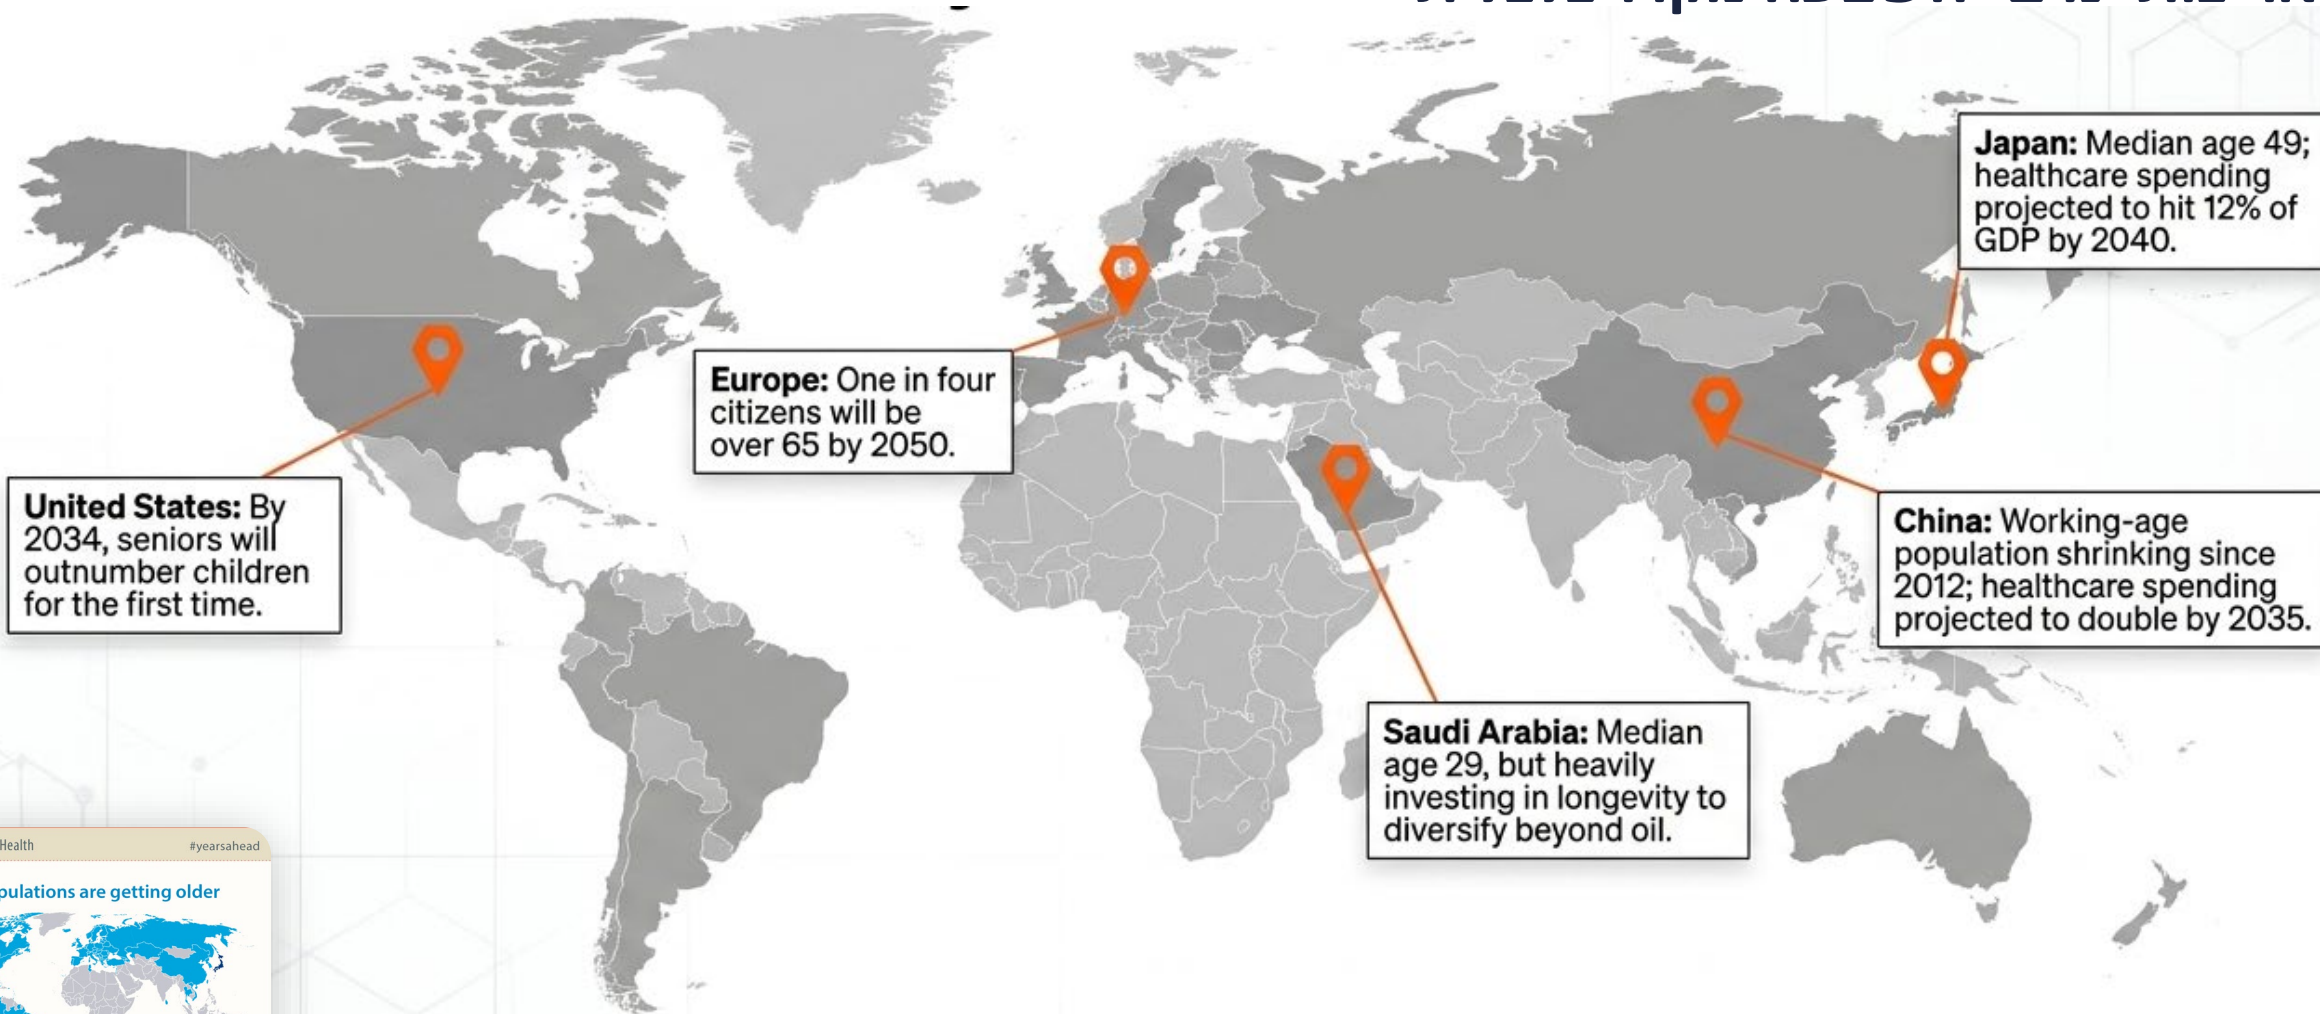 Japan: Median age 49;
healthcare spending
projected to hit 12% of
GDP by 2040.
Europe: One in four
citizens will be
over 65 by 2050.
United States: By
2034, seniors will
outnumber children
for the first time.
China: Working-age
population shrinking since
2012; healthcare spending
projected to double by 2035.
Saudi Arabia: Median
age 29, but heavily
investing in longevity to
diversify beyond oil.
Health #yearsahead
are getting older